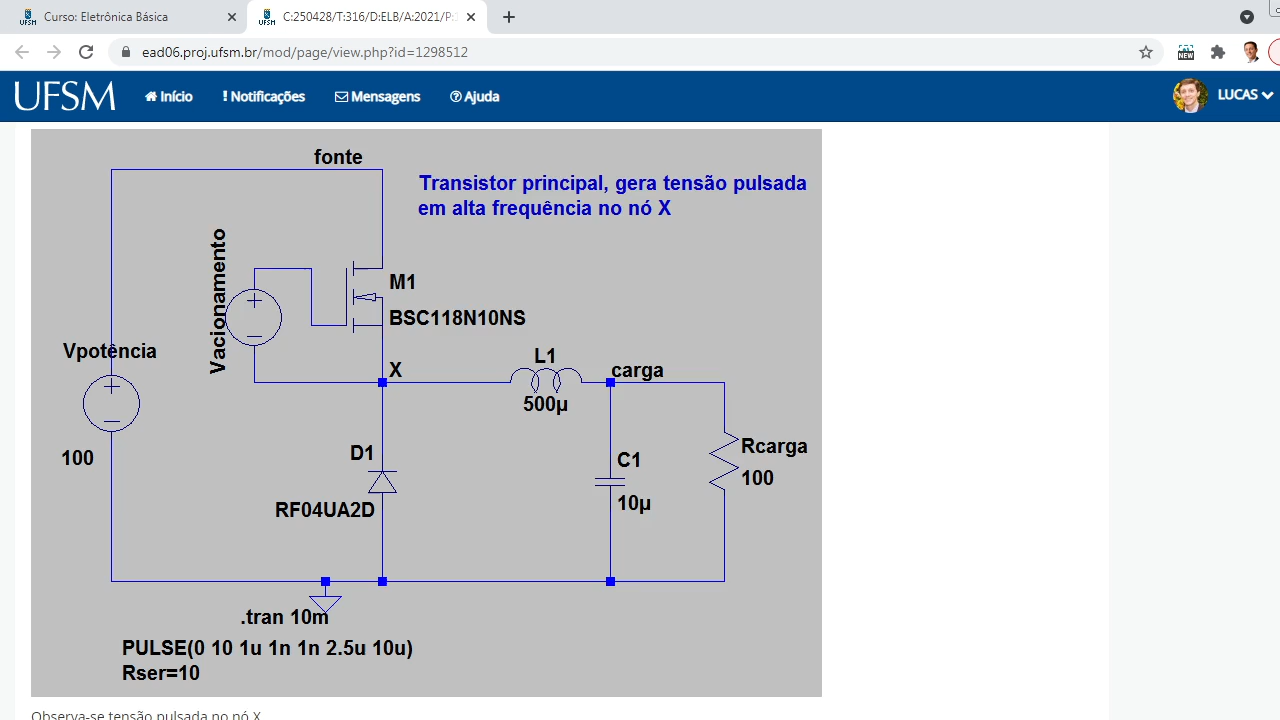 Curso: Eletrônica Básica
C:250428/T:316/D:ELB/A:2021/P
ead06.proj.ufsm.br/mod/page/view.php?id=1298512
NEW
UFSM
Início
Notificações
Mensagens
Ajuda
LUCAS
fonte
Transistor principal, gera tensão pulsada
em alta frequência no nó X
Vacionamento
M1
BSC118N10NS
Vpotência
100
X
L1
500µ
carga
D1
RF04UA2D
C1
10µ
Rcarga
100
.tran 10m
PULSE(0 10 1u 1n 1n 2.5u 10u)
Rser=10
Observa-se tensão pulsada no nó X